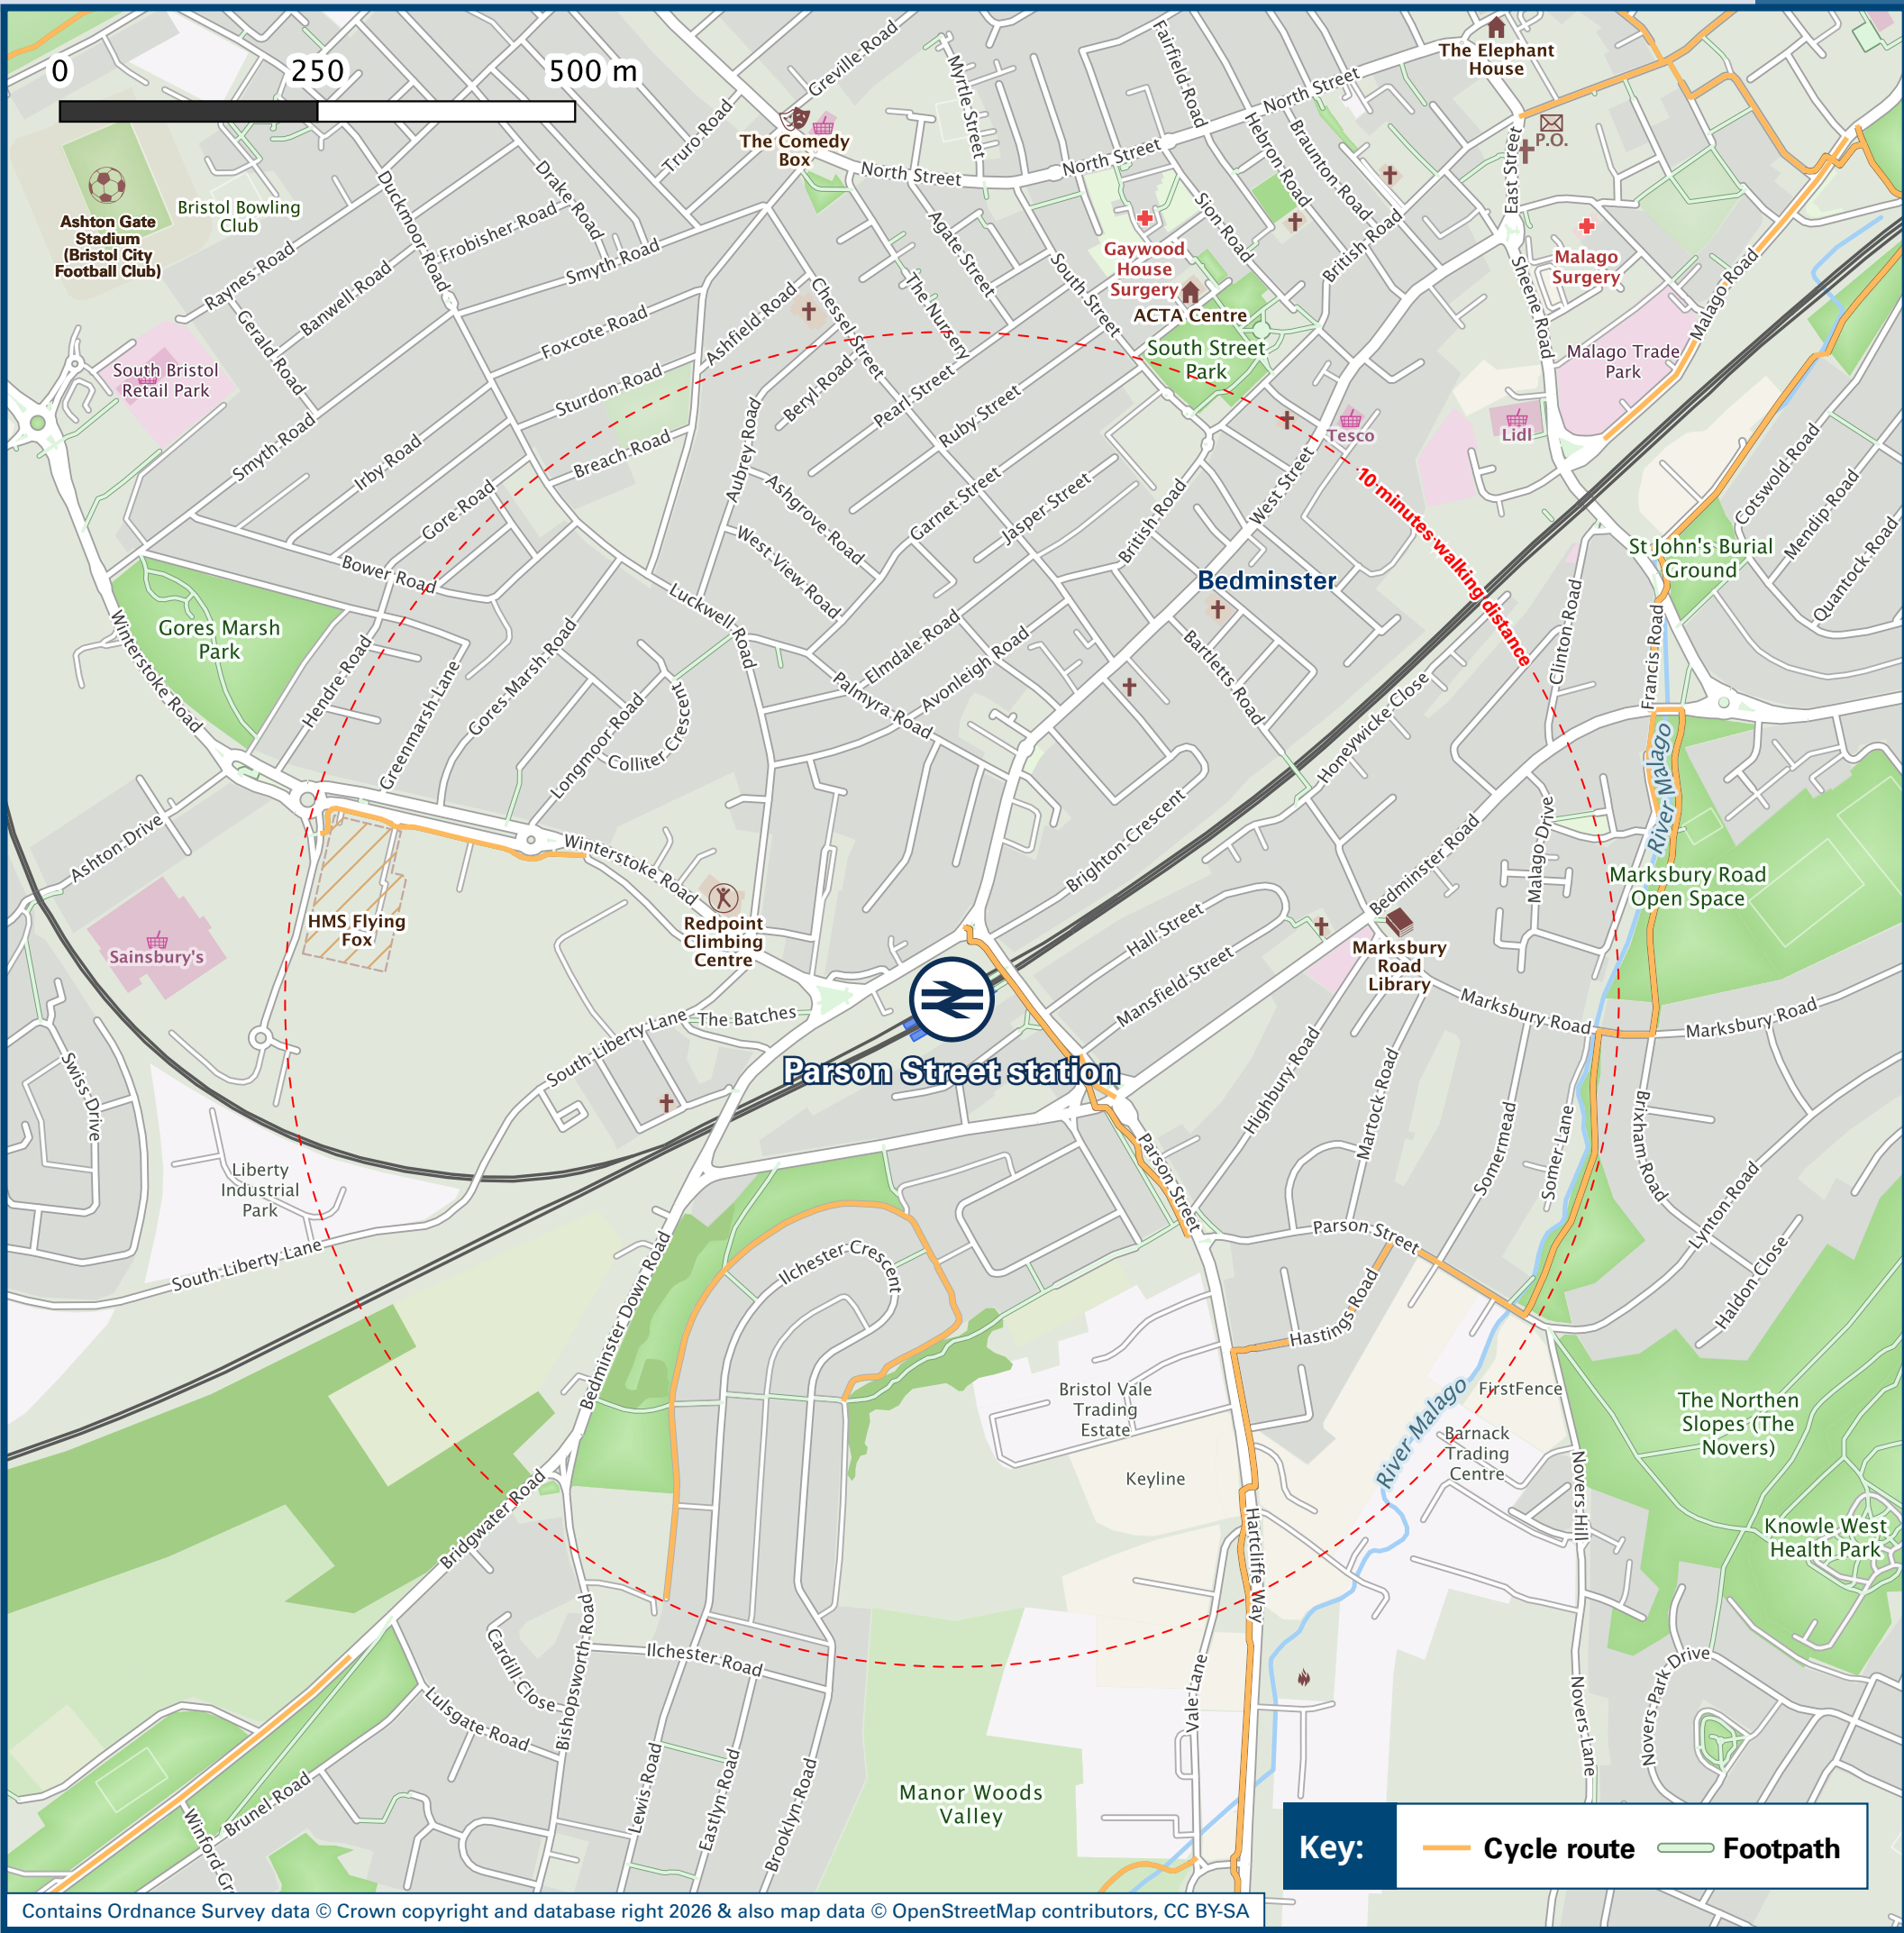 0 250 500 m
The Elephant
House
Greville Road
Myrtle Street
Fairfield Road
North Street
Truro Road
The Comedy
Box
North Street
North Street
Hebron Road
Braunton Road
East Street
P.O.
Ashton Gate
Stadium
(Bristol City
Football Club)
Bristol Bowling
Club
Duckmoor Road
Drake Road
Frobisher Road
Smyth Road
Raynes Road
Banwell Road
Gerald Road
Agate Street
South Street
Sion Road
British Road
Gaywood
House
Surgery
ACTA Centre
Malago
Surgery
Sheene Road
Malago Road
South Street
Park
Malago Trade
Park
South Bristol
Retail Park
Foxcote Road
Ashfield Road
Chessel Street
The Nursery
Sturdon Road
Beryl Road
Pearl Street
Ruby Street
Tesco
Lidl
Smyth Road
Irby Road
Breach Road
Aubrey Road
Ashgrove Road
Garnet Street
Jasper Street
British Road
West Street
10 minutes walking distance
Cotswold Road
Mendip Road
Quantock Road
Gore Road
Bower Road
West View Road
Bedminster
St John's Burial
Ground
Gores Marsh
Park
Winterstoke Road
Hendre Road
Greenmarsh Lane
Gores Marsh Road
Longmoor Road
Colliter Crescent
Luckwell Road
Palmyra Road
Elmdale Road
Avonleigh Road
Bartletts Road
Honeywicke Close
Clinton Road
Francis Road
River Malago
Ashton Drive
Winterstoke Road
Brighton Crescent
Bedminster Road
Malago Drive
Marksbury Road
Open Space
HMS Flying
Fox
Sainsbury's
Redpoint
Climbing
Centre
Hall Street
Mansfield Street
Marksbury
Road
Library
Marksbury Road
Marksbury Road
Swiss Drive
South Liberty Lane
The Batches
Parson Street station
Highbury Road
Martock Road
Somermead
Somer Lane
Brixham Road
Lynton Road
Haldon Close
Liberty
Industrial
Park
South Liberty Lane
Parson Street
Parson Street
Bedminster Down Road
Ilchester Crescent
Hastings Road
Bristol Vale
Trading
Estate
FirstFence
River Malago
Barnack
Trading
Centre
The Northen
Slopes (The
Novers)
Keyline
Bridgwater Road
Hartcliffe Way
Novers Hill
Knowle West
Health Park
Cardill Close
Bishopsworth Road
Ilchester Road
Lulsgate Road
Vale Lane
Novers Lane
Novers Park Drive
Brunel Road
Winford Gr
Lewis Road
Eastlyn Road
Brooklyn Road
Manor Woods
Valley
Key: Cycle route Footpath
Contains Ordnance Survey data © Crown copyright and database right 2026 & also map data © OpenStreetMap contributors, CC BY-SA